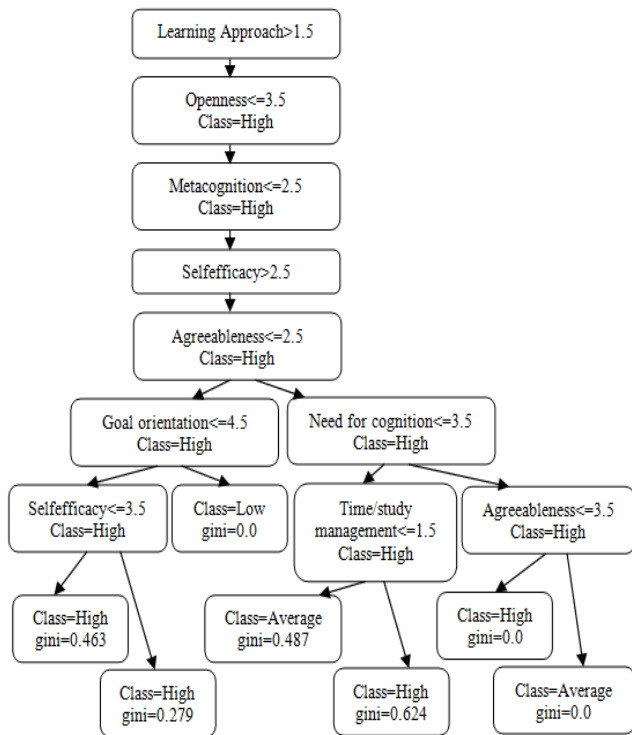 Learning Approach>1.5
Openness<=3.5
Class=High
Metacognition<=2.5
Class=High
Selfefficacy>2.5
Agreeableness<=2.5
Class=High
Goal orientation<=4.5
Class=High
Need for cognition<=3.5
Class=High
Selfefficacy<=3.5
Class=High
Class=Low
gini=0.0
Time/study
management<=1.5
Class=High
Agreeableness<=3.5
Class=High
Class=High
gini=0.463
Class=Average
gini=0.487
Class=High
gini=0.0
Class=High
gini=0.279
Class=High
gini=0.624
Class=Average
gini=0.0